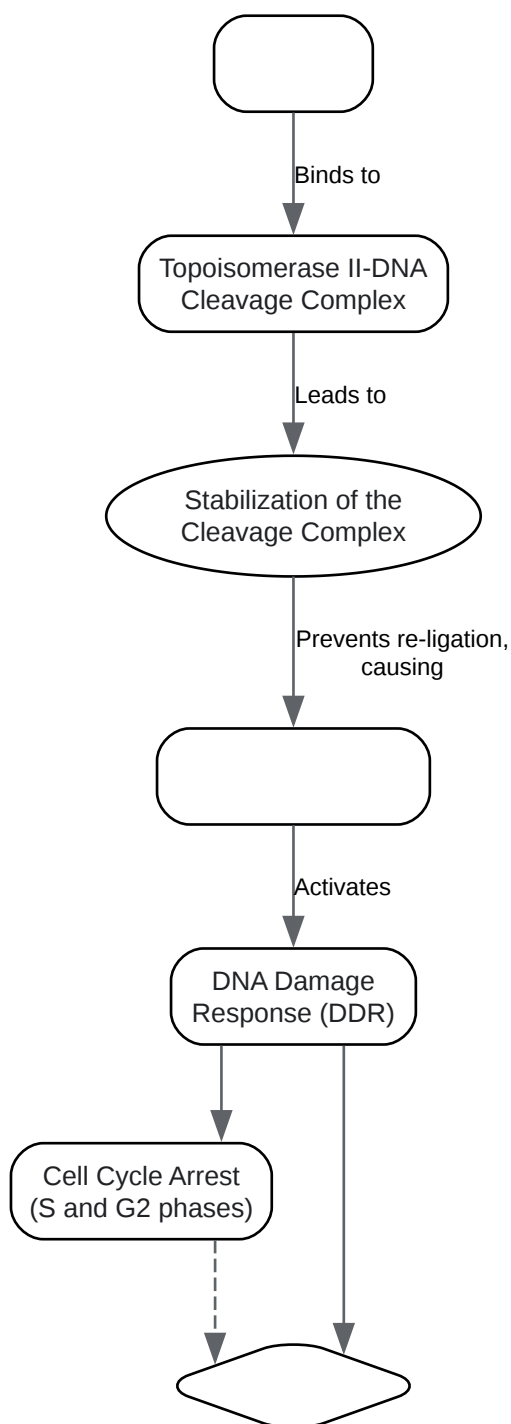 Binds to
Topoisomerase II-DNA
Cleavage Complex
Leads to
Stabilization of the
Cleavage Complex
Prevents re-ligation,
causing
Activates
DNA Damage
Response (DDR)
Cell Cycle Arrest
(S and G2 phases)